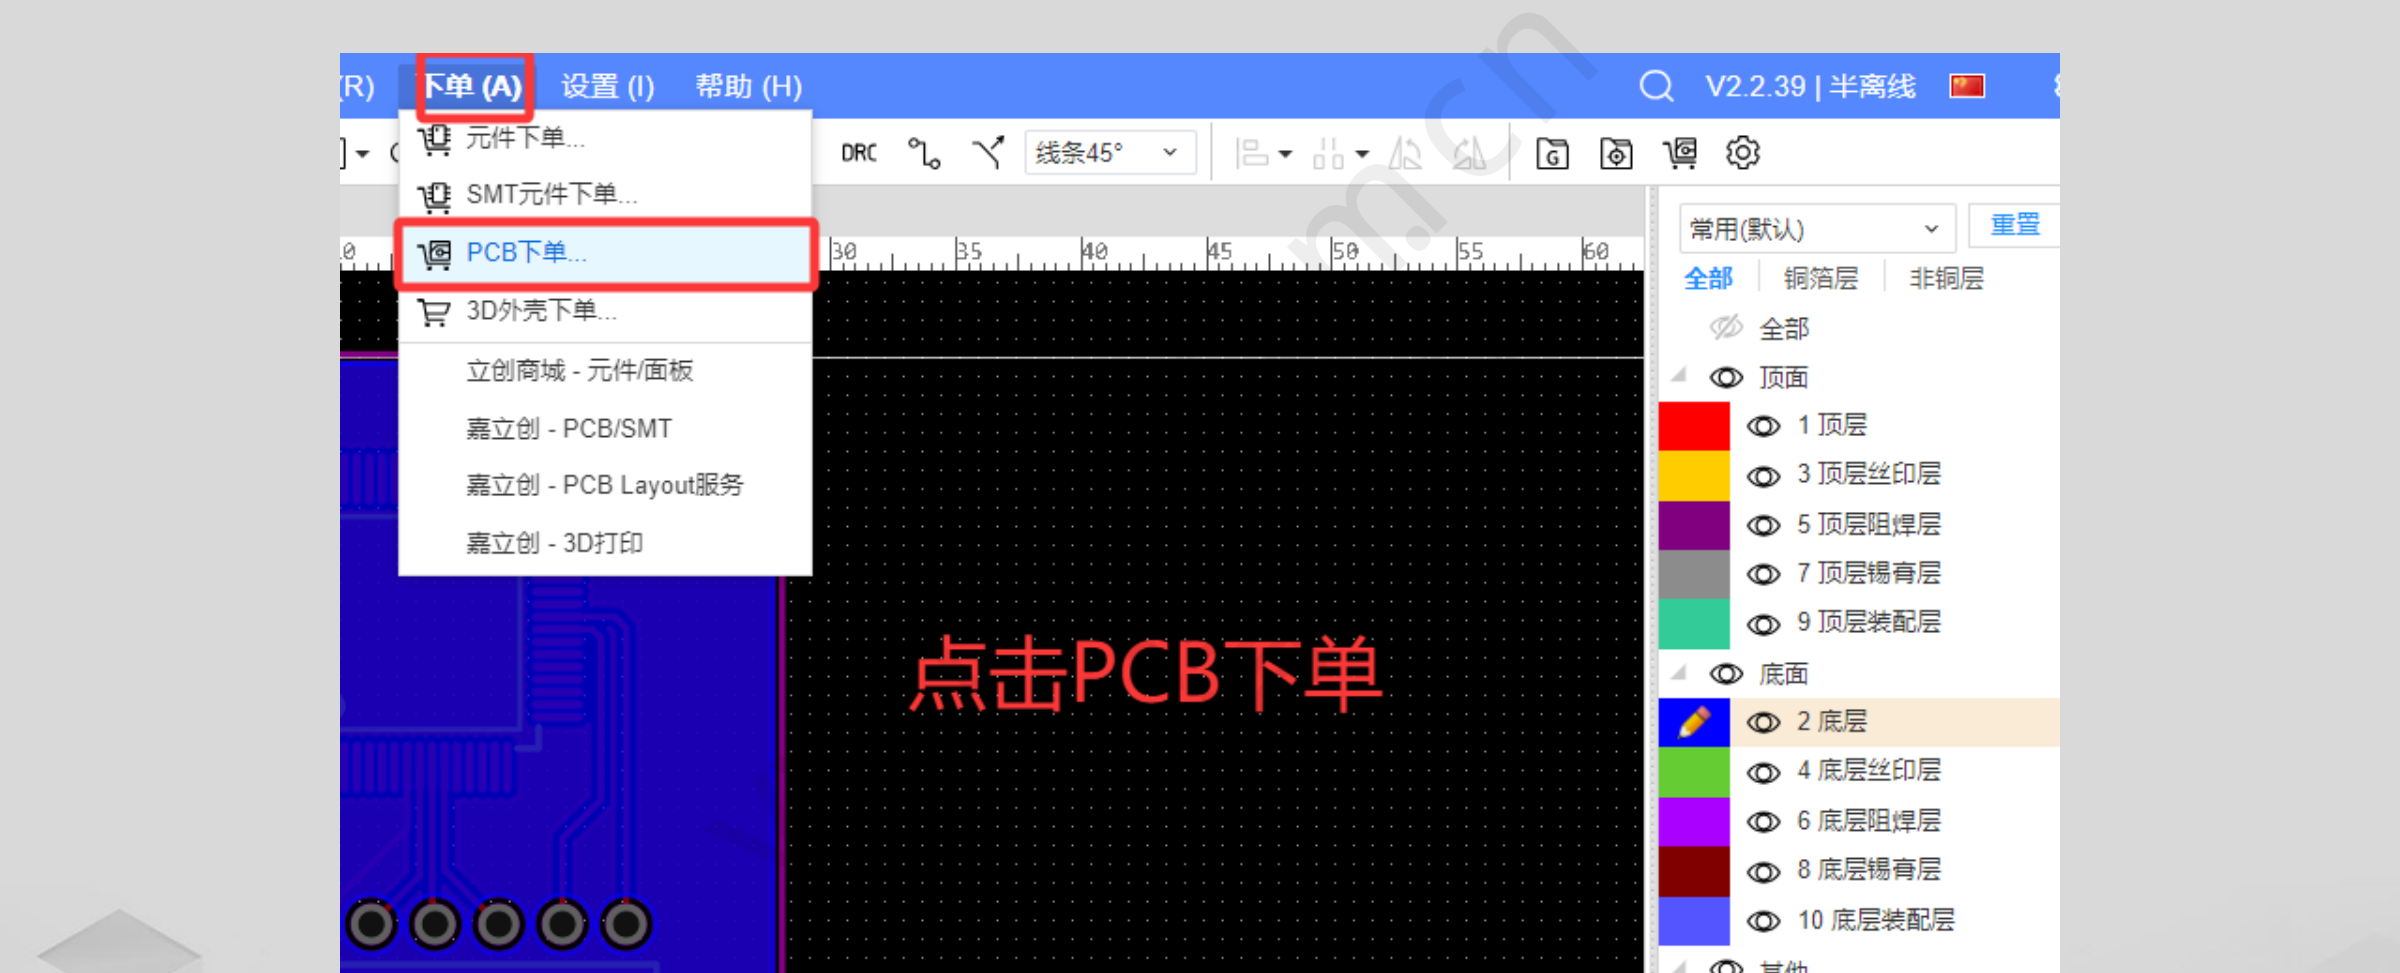 (R) 下单 (A) 设置 (I) 帮助 (H) V2.2.39 | 半离线
元件下单...
DRC 线条45°
SMT元件下单...
PCB下单...
3D外壳下单...
立创商城 - 元件/面板
嘉立创 - PCB/SMT
嘉立创 - PCB Layout服务
嘉立创 - 3D打印
0 30 35 40 45 50 55 60
点击PCB下单
常用(默认) 重置
全部 铜箔层 非铜层
全部
顶面
1 顶层
3 顶层丝印层
5 顶层阻焊层
7 顶层锡膏层
9 顶层装配层
底面
2 底层
4 底层丝印层
6 底层阻焊层
8 底层锡膏层
10 底层装配层
其他
m.cn